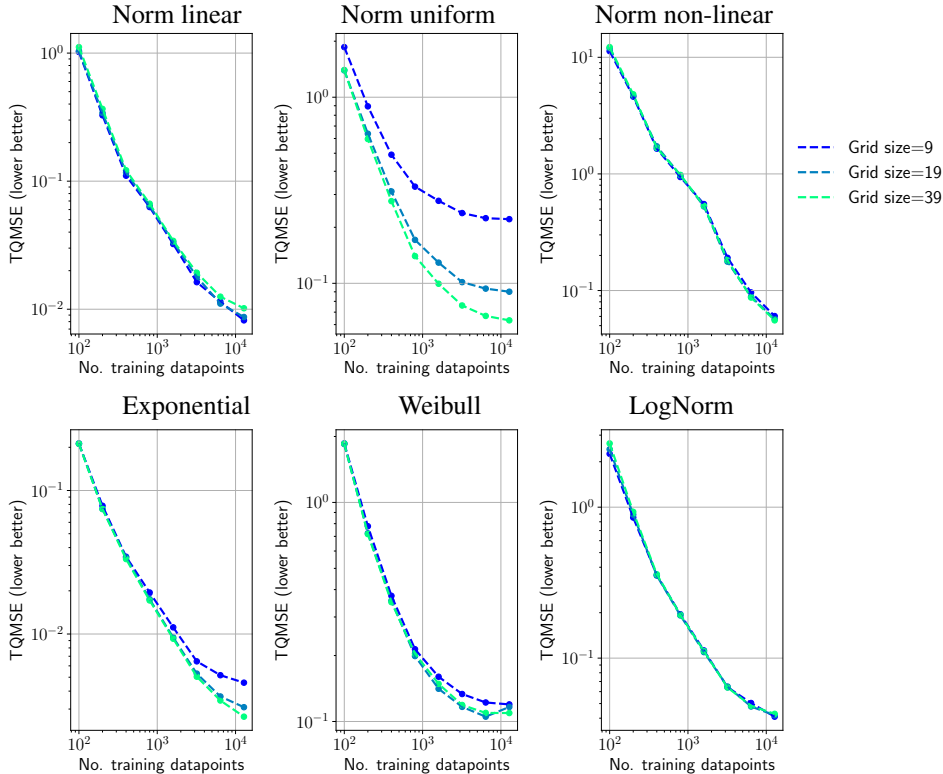 Norm linear
Norm uniform
Norm non-linear
TQMSE (lower better)
10^0
10^-1
10^-2
10^2
10^3
10^4
No. training datapoints
TQMSE (lower better)
10^0
10^-1
10^2
10^3
10^4
No. training datapoints
TQMSE (lower better)
10^1
10^0
10^-1
10^2
10^3
10^4
No. training datapoints
Grid size=9
Grid size=19
Grid size=39
Exponential
Weibull
LogNorm
TQMSE (lower better)
10^-1
10^-2
10^2
10^3
10^4
No. training datapoints
TQMSE (lower better)
10^0
10^-1
10^2
10^3
10^4
No. training datapoints
TQMSE (lower better)
10^0
10^-1
10^2
10^3
10^4
No. training datapoints